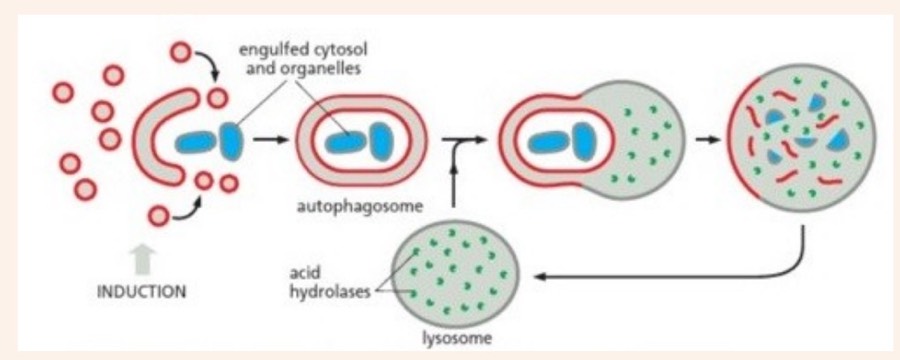 engulfed cytosol
and organelles
autophagosome
INDUCTION
acid
hydrolases
lysosome